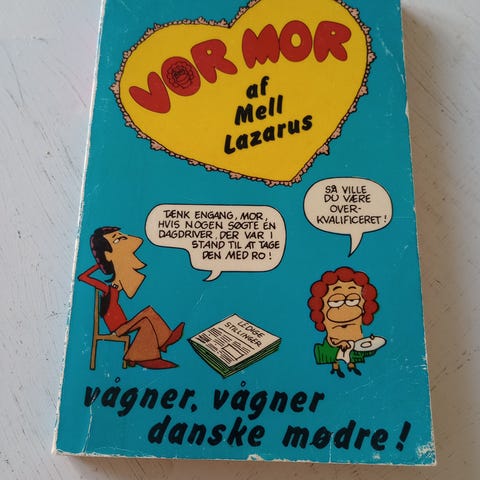 VOR MOR
af
Mell
Lazarus
TÆNK ENGANG, MOR,
HVIS NOGEN SØGTE ÉN
DAGDRIVER, DER VAR I
STAND TIL AT TAGE
DEN MED RO!
SÅ VILLE
DU VÆRE
OVER-
KVALIFICERET!
LEDIGE
STILLINGER
vågner, vågner
danske mødre!